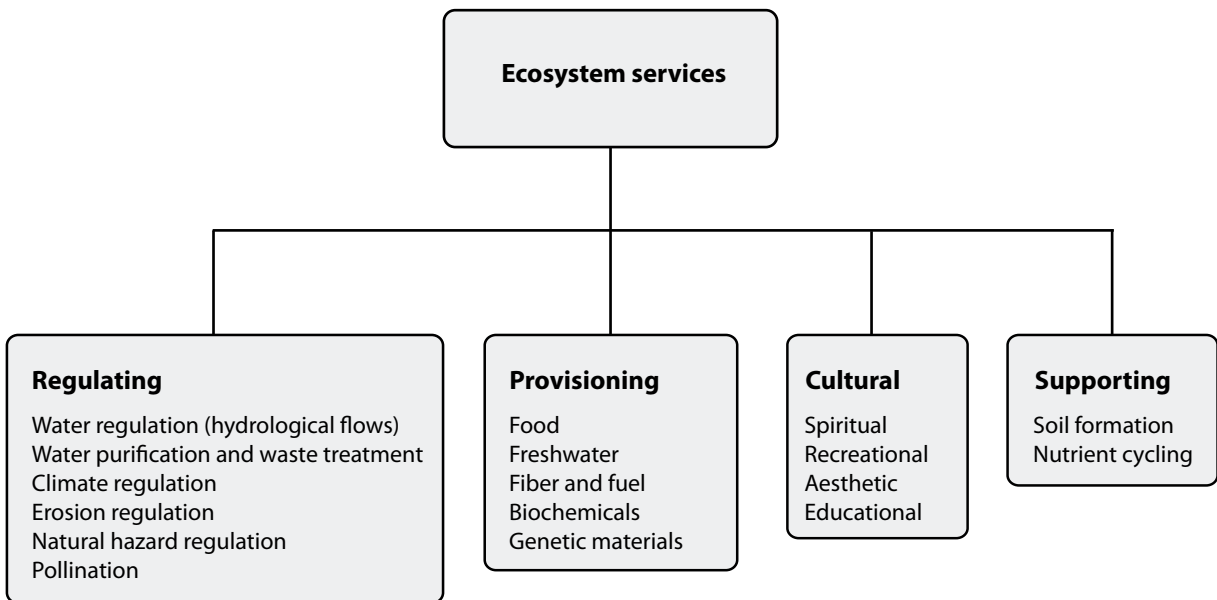 Ecosystem services
Regulating
Water regulation (hydrological flows)
Water purification and waste treatment
Climate regulation
Erosion regulation
Natural hazard regulation
Pollination
Provisioning
Food
Freshwater
Fiber and fuel
Biochemicals
Genetic materials
Cultural
Spiritual
Recreational
Aesthetic
Educational
Supporting
Soil formation
Nutrient cycling